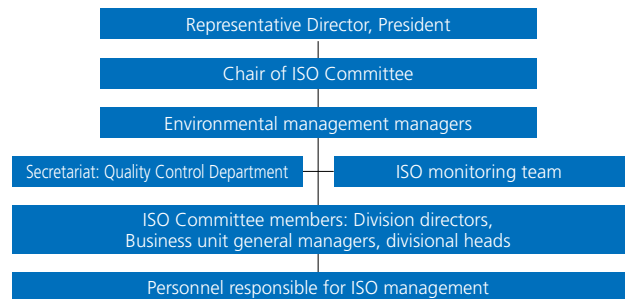 Representative Director, President
Chair of ISO Committee
Environmental management managers
Secretariat: Quality Control Department
ISO monitoring team
ISO Committee members: Division directors,
Business unit general managers, divisional heads
Personnel responsible for ISO management